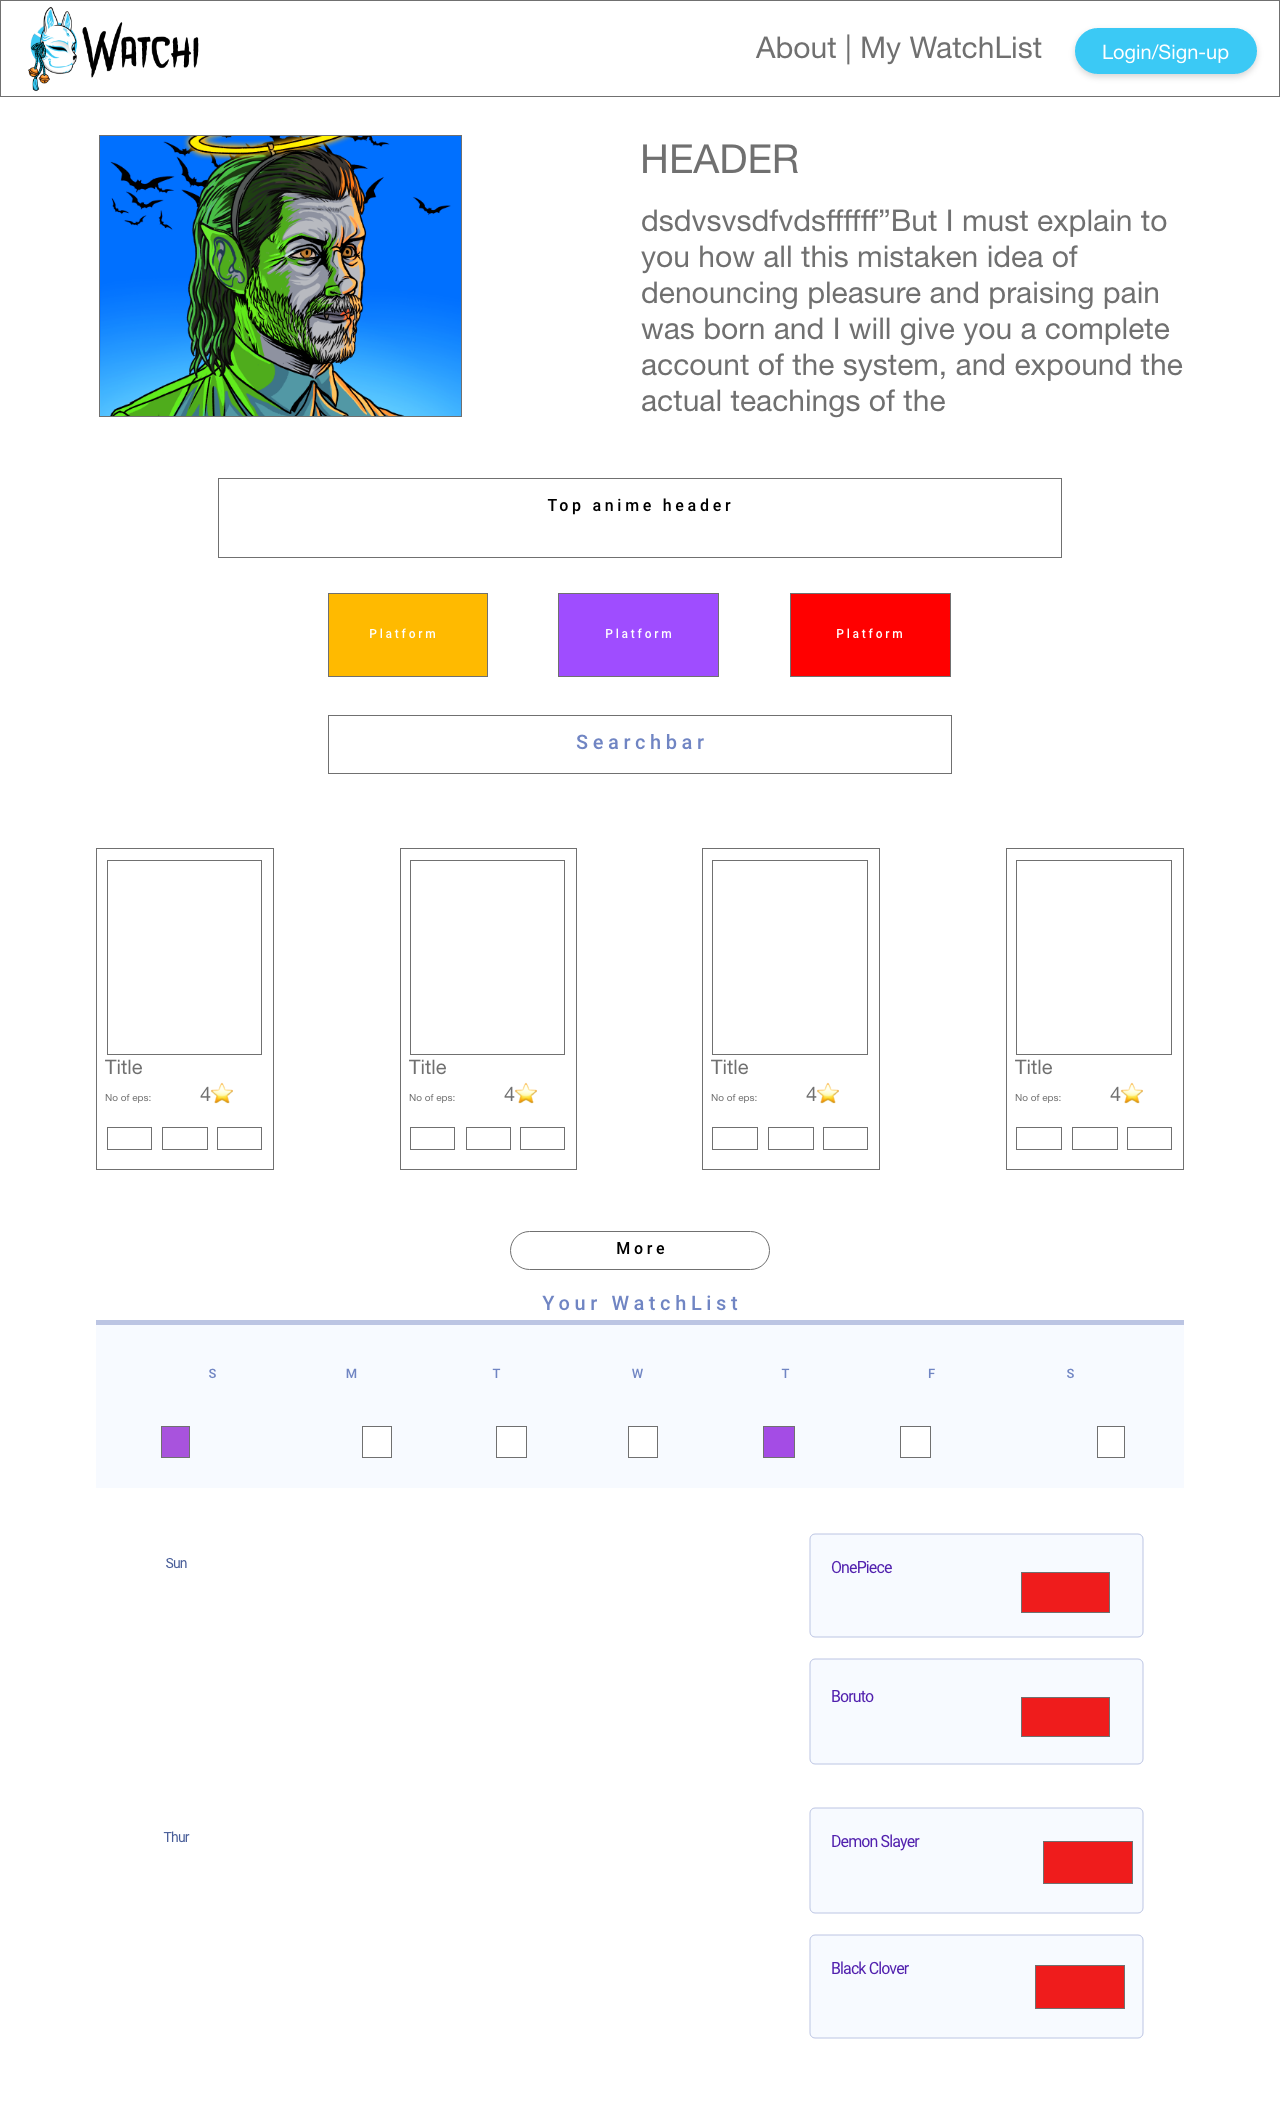 WATCHI
About | My WatchList
Login/Sign-up
HEADER
dsdvsvsdfvdsffffff”But I must explain to
you how all this mistaken idea of
denouncing pleasure and praising pain
was born and I will give you a complete
account of the system, and expound the
actual teachings of the
Top anime header
Platform
Platform
Platform
Searchbar
Title
No of eps:
4⭐
Title
No of eps:
4⭐
Title
No of eps:
4⭐
Title
No of eps:
4⭐
More
Your WatchList
S M T W T F S
Sun
OnePiece
Boruto
Thur
Demon Slayer
Black Clover